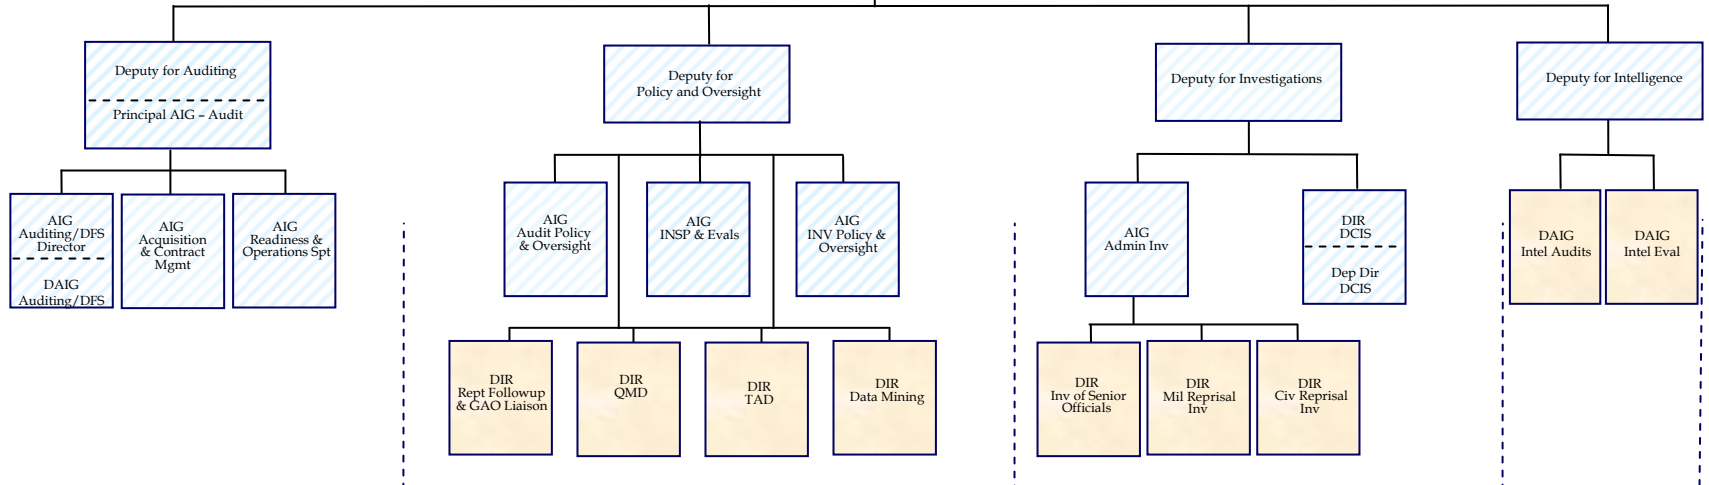 Deputy for Auditing
Principal AIG – Audit
Deputy for
Policy and Oversight
Deputy for Investigations
Deputy for Intelligence
AIG
Auditing/DFS
Director
DAIG
Auditing/DFS
AIG
Acquisition
& Contract
Mgmt
AIG
Readiness &
Operations Spt
AIG
Audit Policy
& Oversight
AIG
INSP & Evals
AIG
INV Policy &
Oversight
AIG
Admin Inv
DIR
DCIS
Dep Dir
DCIS
DAIG
Intel Audits
DAIG
Intel Eval
DIR
Rept Followup
& GAO Liaison
DIR
QMD
DIR
TAD
DIR
Data Mining
DIR
Inv of Senior
Officials
DIR
Mil Reprisal
Inv
DIR
Civ Reprisal
Inv